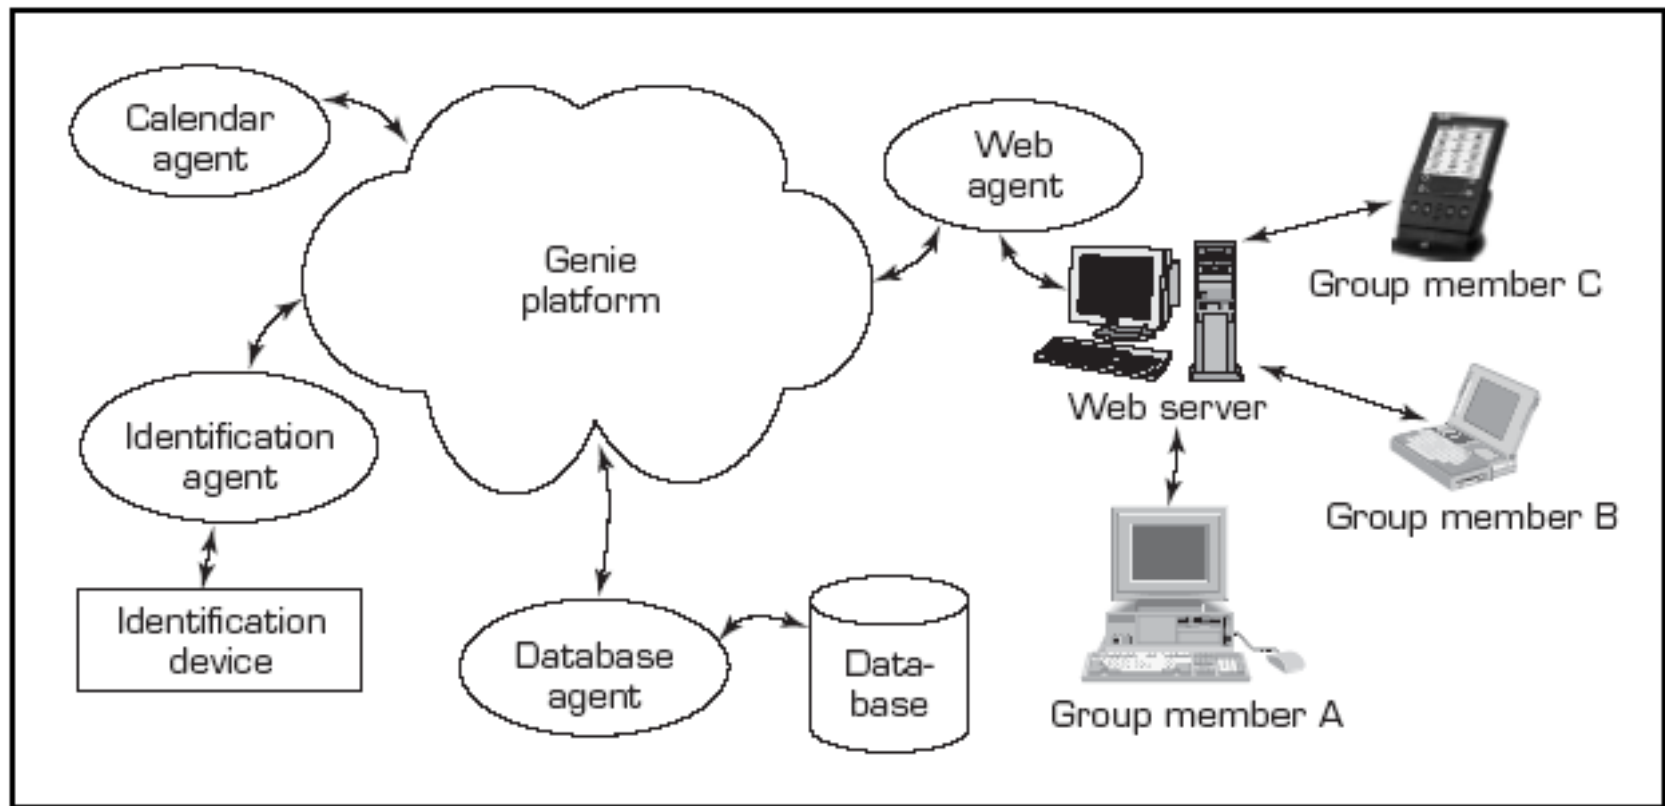 Calendar
agent
Genie
platform
Web
agent
Group member C
Web server
Group member B
Identification
agent
Identification
device
Database
agent
Data-
base
Group member A